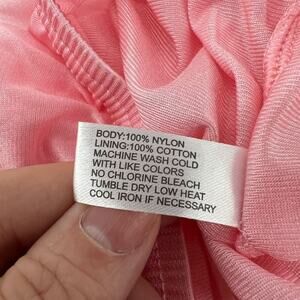 BODY:100% NYLON
LINING:100% COTTON
MACHINE WASH COLD
WITH LIKE COLORS
NO CHLORINE BLEACH
TUMBLE DRY LOW HEAT
COOL IRON IF NECESSARY